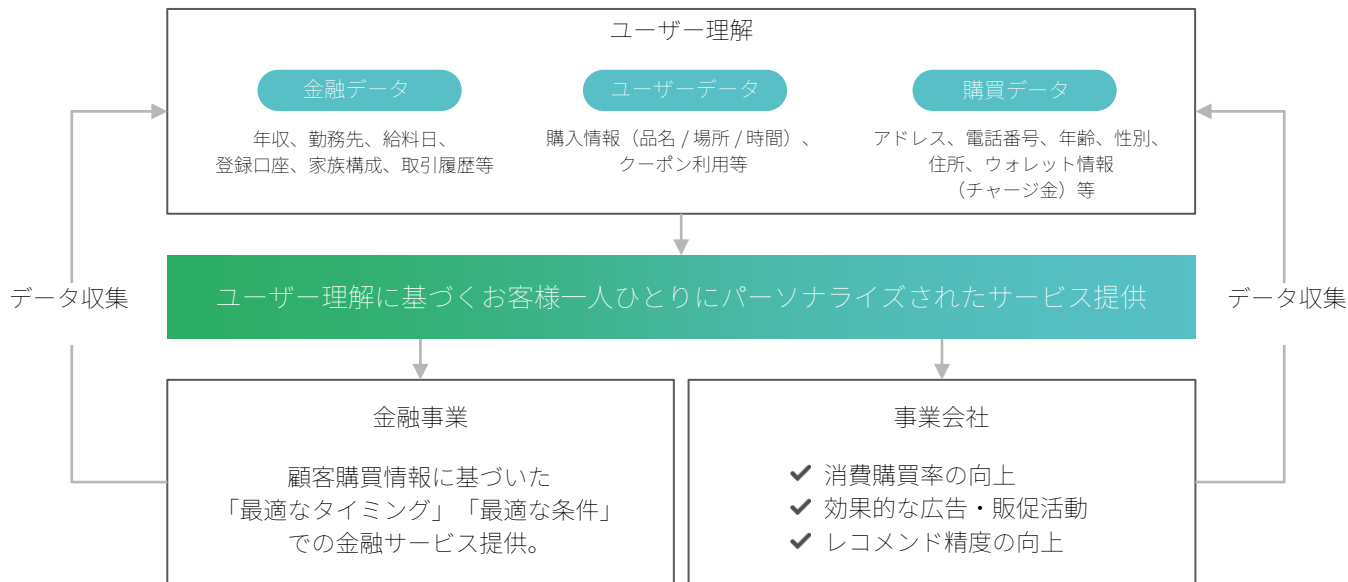 ユーザー理解
金融データ
年収、勤務先、給料日、
登録口座、家族構成、取引履歴等
ユーザーデータ
購入情報（品名 / 場所 / 時間）、
クーポン利用等
購買データ
アドレス、電話番号、年齢、性別、
住所、ウォレット情報
（チャージ金）等
データ収集
ユーザー理解に基づくお客様一人ひとりにパーソナライズされたサービス提供
データ収集
金融事業
顧客購買情報に基づいた
「最適なタイミング」「最適な条件」
での金融サービス提供。
事業会社
消費購買率の向上
効果的な広告・販促活動
レコメンド精度の向上